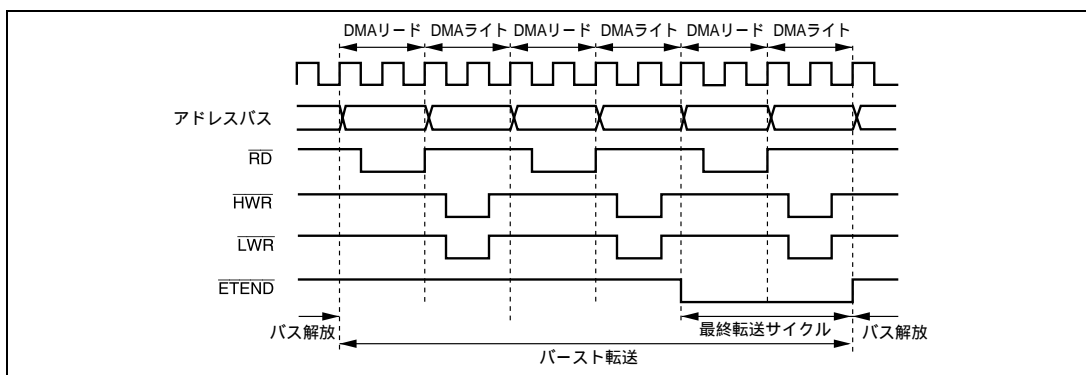 DMAリード DMAライト DMAリード DMAライト DMAリード DMAライト
アドレスバス
RD
HWR
LWR
ETEND
バス解放 最終転送サイクル バス解放
バースト転送